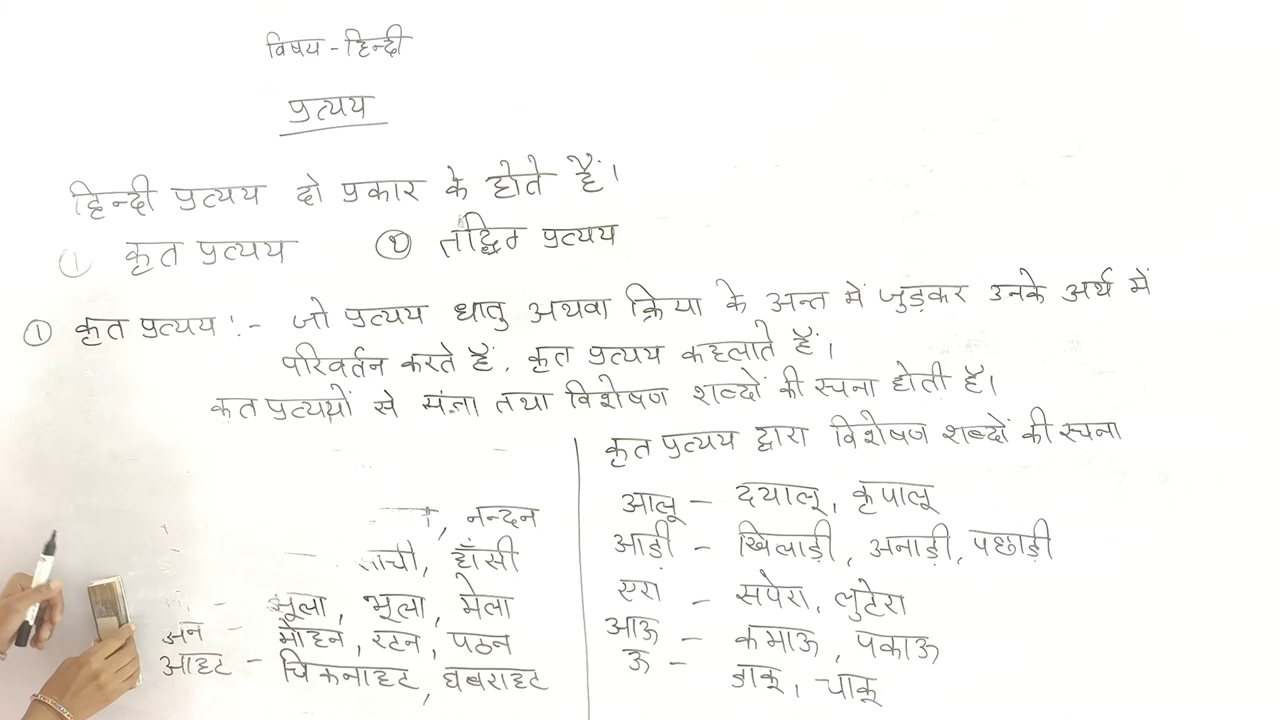 विषय - हिन्दी
प्रत्यय
हिन्दी प्रत्यय दो प्रकार के होते हैं।
① कृत प्रत्यय ② तद्धित प्रत्यय
① कृत प्रत्यय :- जो प्रत्यय धातु अथवा क्रिया के अन्त में जुड़कर उनके अर्थ में
परिवर्तन करते हैं, कृत प्रत्यय कहलाते हैं।
कृत प्रत्ययों से संज्ञा तथा विशेषण शब्दों की रचना होती है।
, नन्दन
, हाँसी
- झूला, भूला, मेला
अन - मोहन, रटन, पठन
आहट - चिकनाहट, घबराहट
कृत प्रत्यय द्वारा विशेषण शब्दों की रचना
आलू - दयालू, कृपालू
आड़ी - खिलाड़ी, अनाड़ी, पछाड़ी
एरा - सपेरा, लुटेरा
आऊ - कमाऊ, पकाऊ
ऊ - डाकू, चाकू